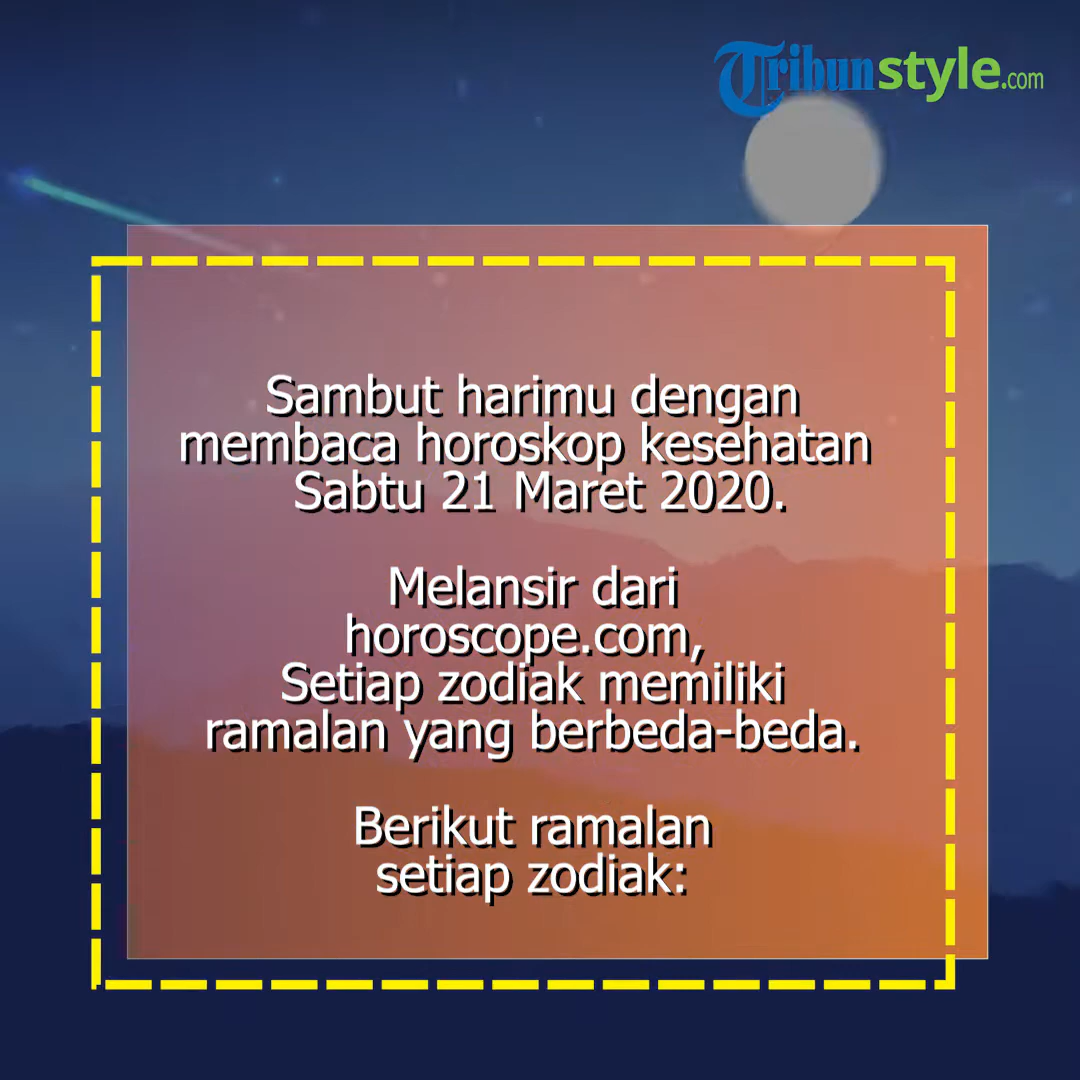 Tribunstyle.com
Sambut harimu dengan
membaca horoskop kesehatan
Sabtu 21 Maret 2020.
Melansir dari
horoscope.com,
Setiap zodiak memiliki
ramalan yang berbeda-beda.
Berikut ramalan
setiap zodiak: